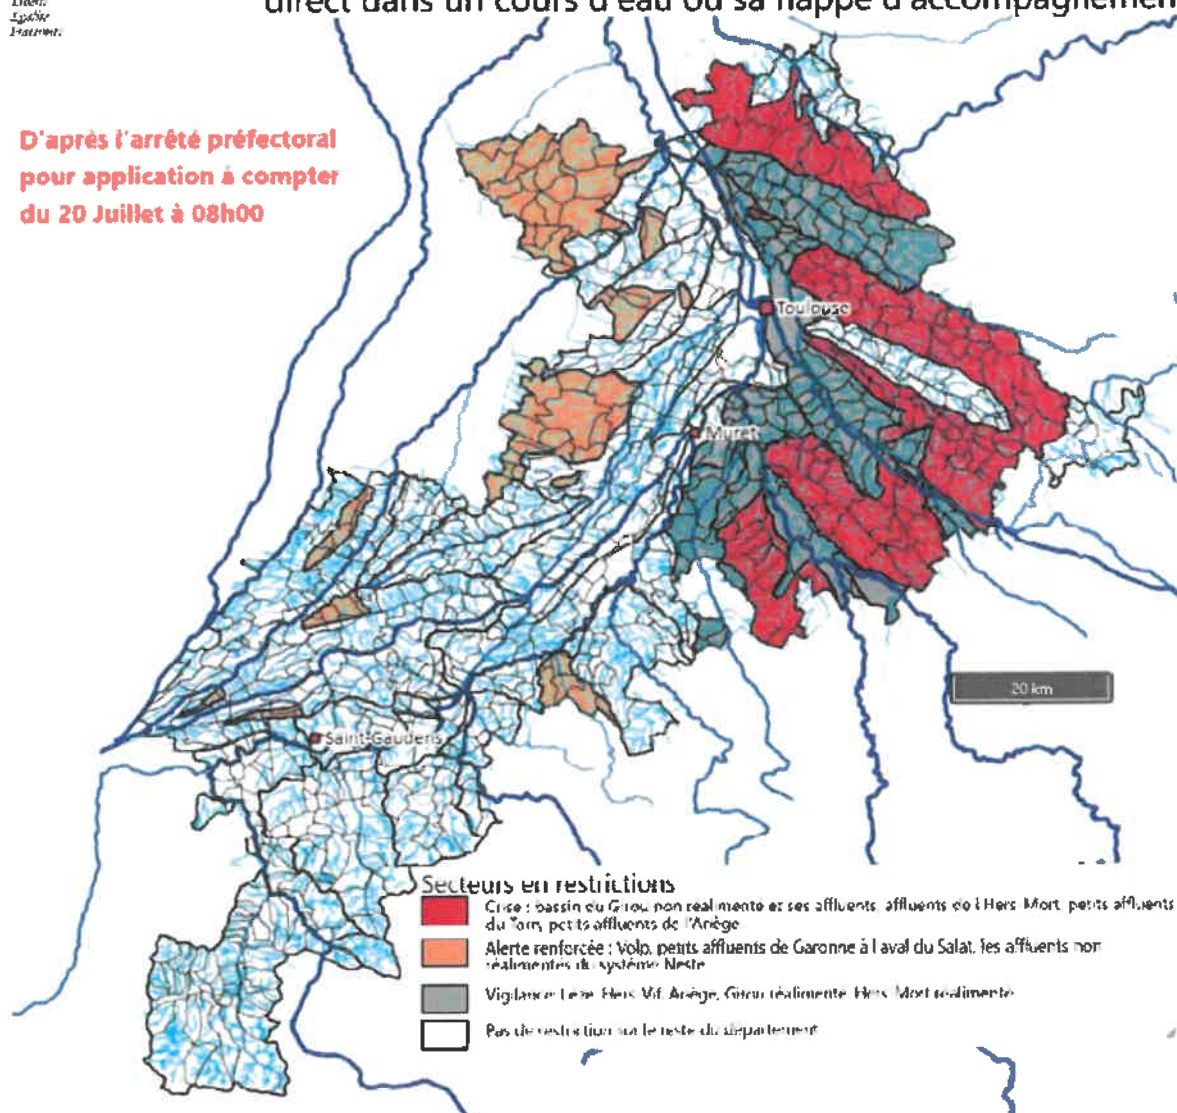 direct dans un cours d'eau ou sa nappe d'accompagnement
D'après l'arrêté préfectoral
pour application à compter
du 20 Juillet à 08h00
Toulouse
Muret
20 km
Saint-Gaudens
Secteurs en restrictions
Crise : bassin du Girou non réalimenté et ses affluents, affluents de l'Hers Mort, petits affluents
du Tarn, petits affluents de l'Ariège
Alerte renforcée : Volp, petits affluents de Garonne à l aval du Salat, les affluents non
réalimentés du système Neste
Vigilance: Lèze, Hers Vif, Ariège, Girou réalimenté, Hers Mort réalimenté
Pas de restriction sur le reste du département